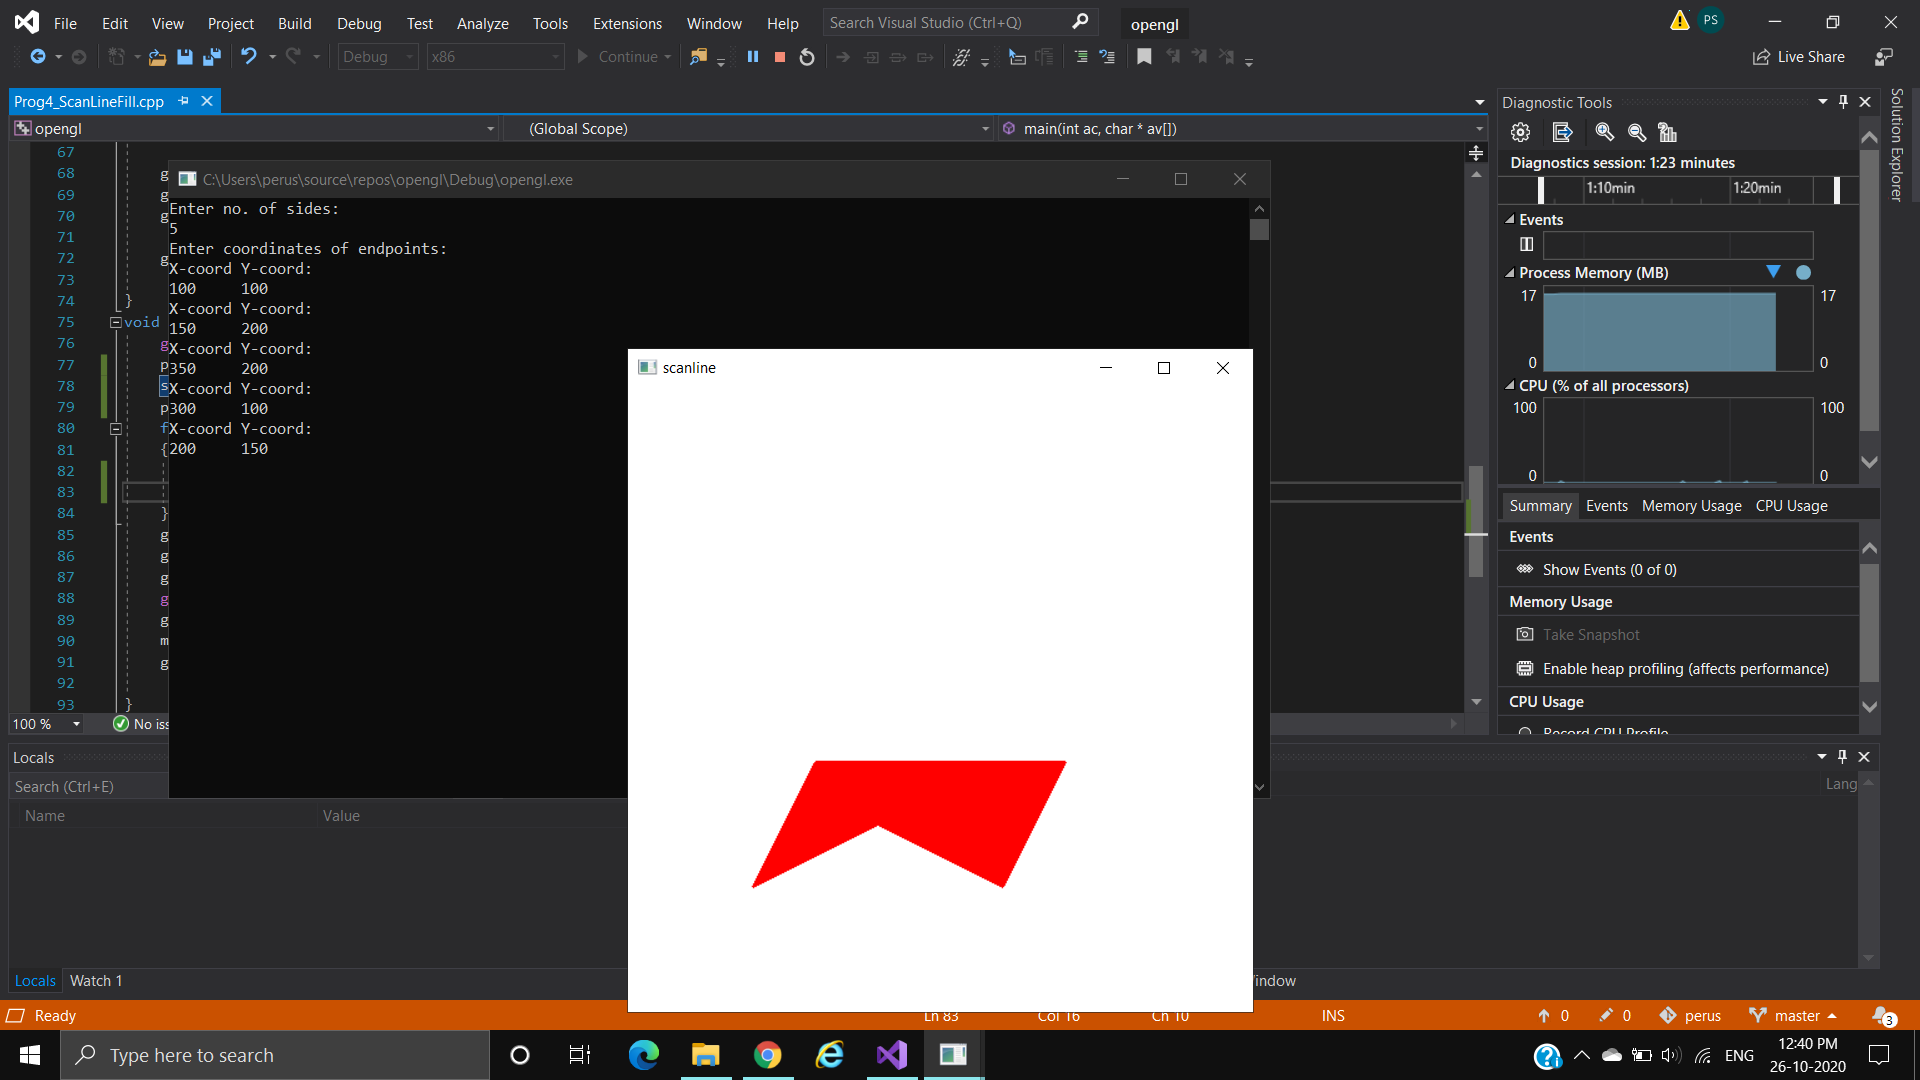 File Edit View Project Build Debug Test Analyze Tools Extensions Window Help Search Visual Studio (Ctrl+Q) opengl PS
Debug x86 Continue Live Share
Prog4_ScanLineFill.cpp
opengl (Global Scope) main(int ac, char * av[])
67
68 g
69 g
70 g
71
72 g
73
74 }
75 void
76 g
77 p
78 s
79 p
80 f
81 {
82
83
84 }
85 g
86 g
87 g
88 g
89 g
90 m
91 g
92
93 }
100 % No iss
C:\Users\perus\source\repos\opengl\Debug\opengl.exe
Enter no. of sides:
5
Enter coordinates of endpoints:
X-coord Y-coord:
100 100
X-coord Y-coord:
150 200
X-coord Y-coord:
350 200
X-coord Y-coord:
300 100
X-coord Y-coord:
200 150
scanline
Diagnostic Tools
Diagnostics session: 1:23 minutes
1:10min 1:20min
Events
Process Memory (MB)
17 17
0 0
CPU (% of all processors)
100 100
0 0
Summary Events Memory Usage CPU Usage
Events
Show Events (0 of 0)
Memory Usage
Take Snapshot
Enable heap profiling (affects performance)
CPU Usage
Record CPU Profile
Solution Explorer
Locals
Search (Ctrl+E)
Name Value
Lang
Locals Watch 1 indow
Ready Ln 83 Col 16 Ch 10 INS 0 0 perus master 3
Type here to search ENG 12:40 PM
26-10-2020